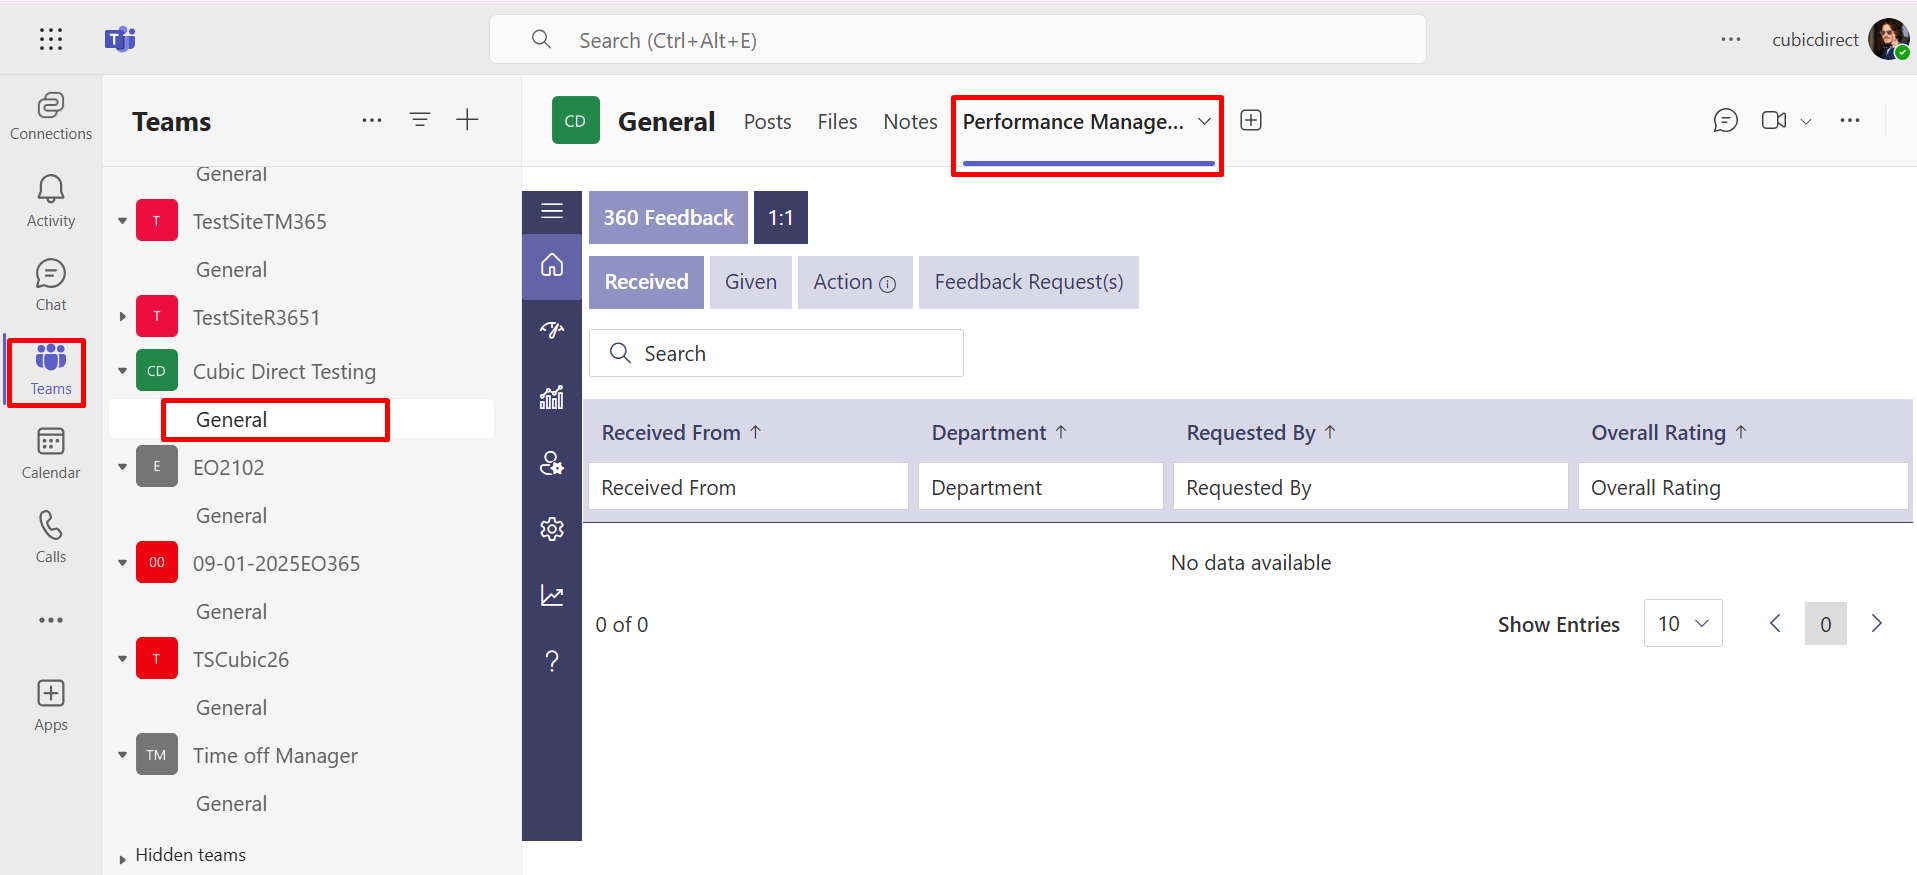 T
Search (Ctrl+Alt+E)
cubicdirect
Connections
Activity
Chat
Teams
Calendar
Calls
Apps
Teams
General
T TestSiteTM365
General
T TestSiteR3651
CD Cubic Direct Testing
General
E EO2102
General
00 09-01-2025EO365
General
T TSCubic26
General
TM Time off Manager
General
Hidden teams
CD General Posts Files Notes Performance Manage...
360 Feedback 1:1
Received Given Action Feedback Request(s)
Search
Received From ↑ Department ↑ Requested By ↑ Overall Rating ↑
Received From Department Requested By Overall Rating
No data available
0 of 0 Show Entries 10 0